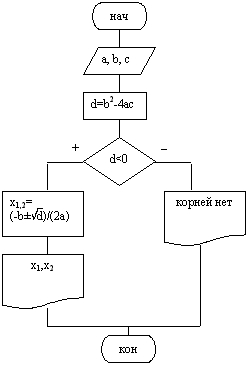 нач
a, b, c
d=b²-4ac
d<0
+
−
x₁,₂=
(-b±√d)/(2a)
корней нет
x₁,x₂
кон